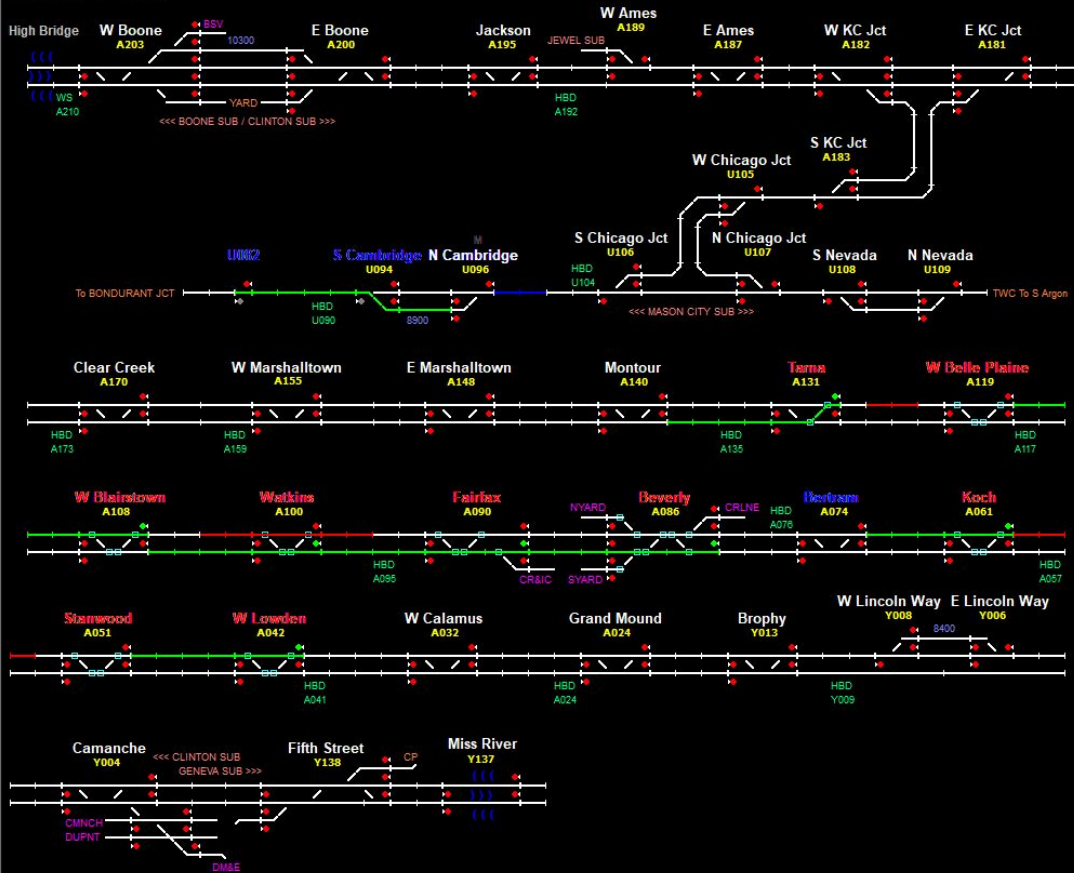 High Bridge
W Boone
A203
BSV
10300
E Boone
A200
Jackson
A195
W Ames
A189
JEWEL SUB
E Ames
A187
W KC Jct
A182
E KC Jct
A181
WS
A210
YARD
HBD
A192
<<< BOONE SUB / CLINTON SUB >>>
S KC Jct
A183
W Chicago Jct
U105
U082
S Cambridge
U094
M
N Cambridge
U096
S Chicago Jct
U106
N Chicago Jct
U107
S Nevada
U108
N Nevada
U109
HBD
U104
To BONDURANT JCT
TWC To S Argon
HBD
U090
8900
<<< MASON CITY SUB >>>
Clear Creek
A170
W Marshalltown
A155
E Marshalltown
A148
Montour
A140
Tama
A131
W Belle Plaine
A119
HBD
A173
HBD
A159
HBD
A135
HBD
A117
W Blairstown
A108
Watkins
A100
Fairfax
A090
NYARD
Beverly
A086
CRLNE
HBD
A076
Bertram
A074
Koch
A061
HBD
A095
CR&IC
SYARD
HBD
A057
Stanwood
A051
W Lowden
A042
W Calamus
A032
Grand Mound
A024
Brophy
Y013
W Lincoln Way
Y008
8400
E Lincoln Way
Y006
HBD
A041
HBD
A024
HBD
Y009
Camanche
Y004
<<< CLINTON SUB
GENEVA SUB >>>
Fifth Street
Y138
CP
Miss River
Y137
CMNCH
DUPNT
DM&E